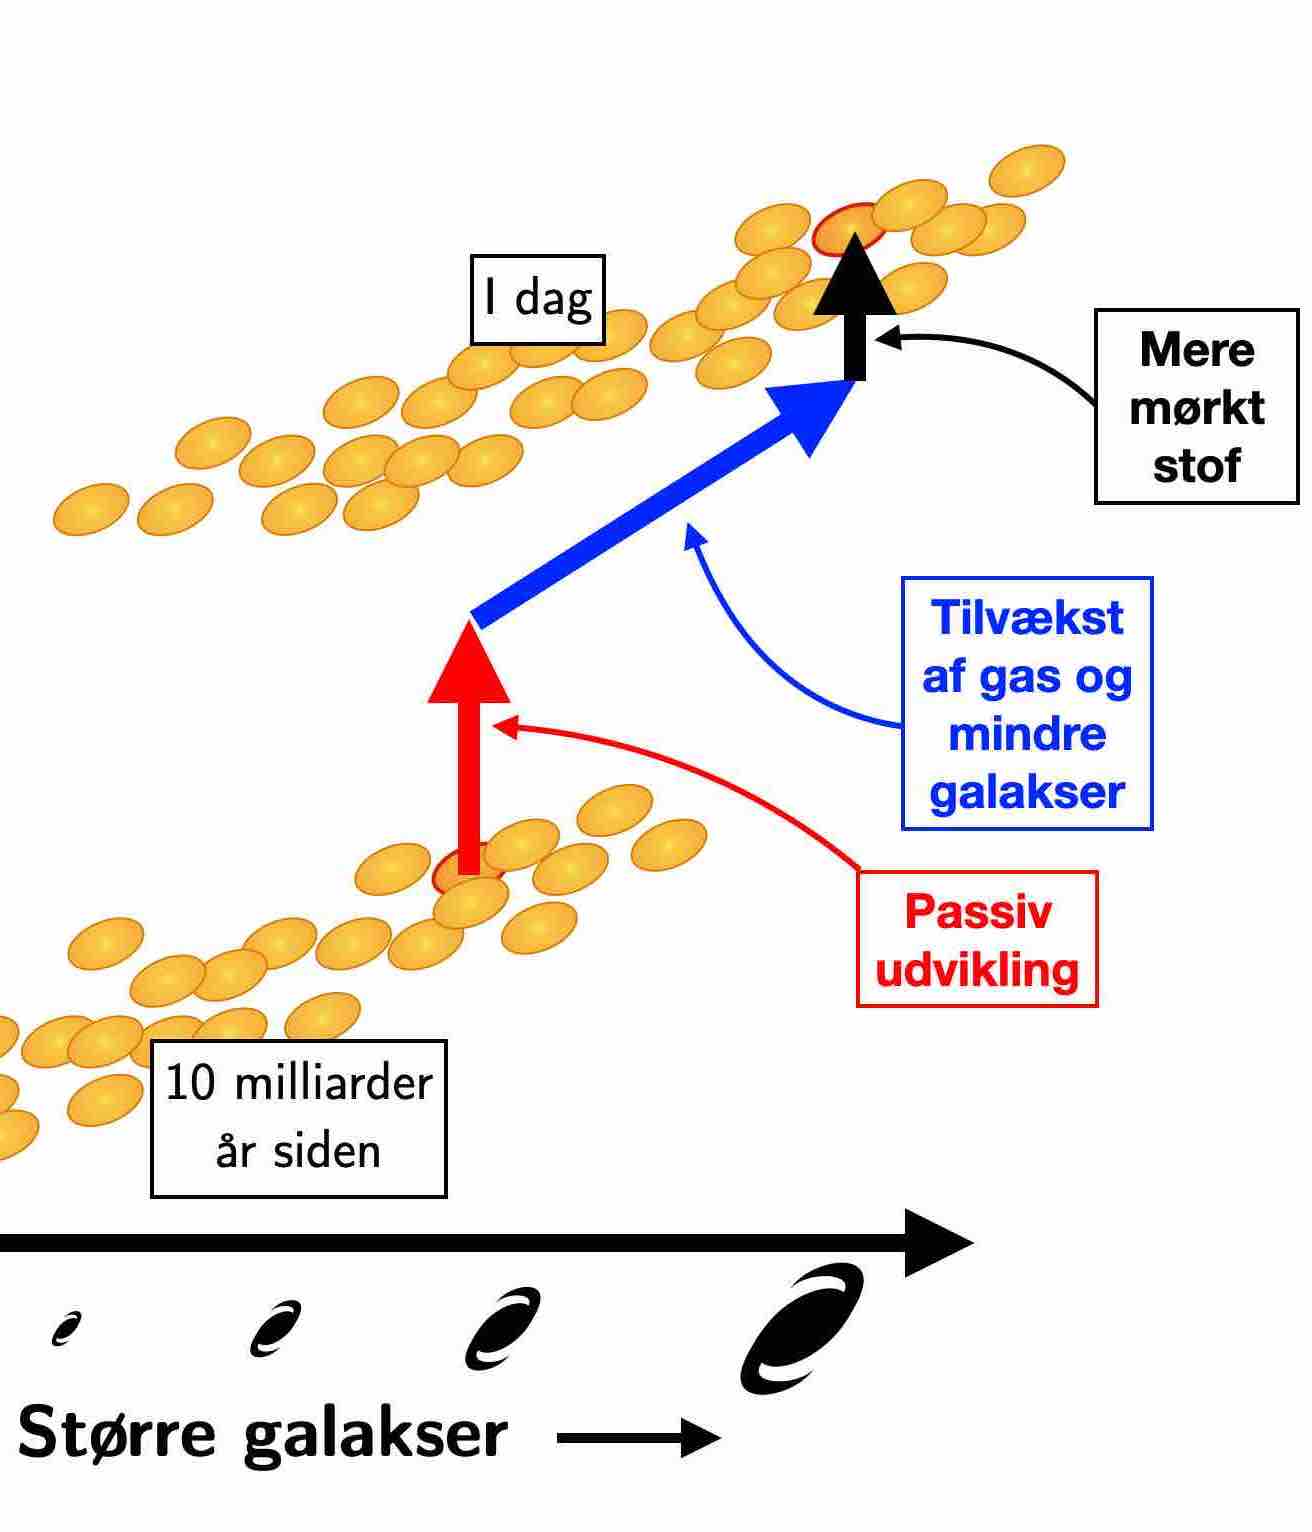 I dag
Mere
mørkt
stof
Tilvækst
af gas og
mindre
galakser
Passiv
udvikling
10 milliarder
år siden
Større galakser